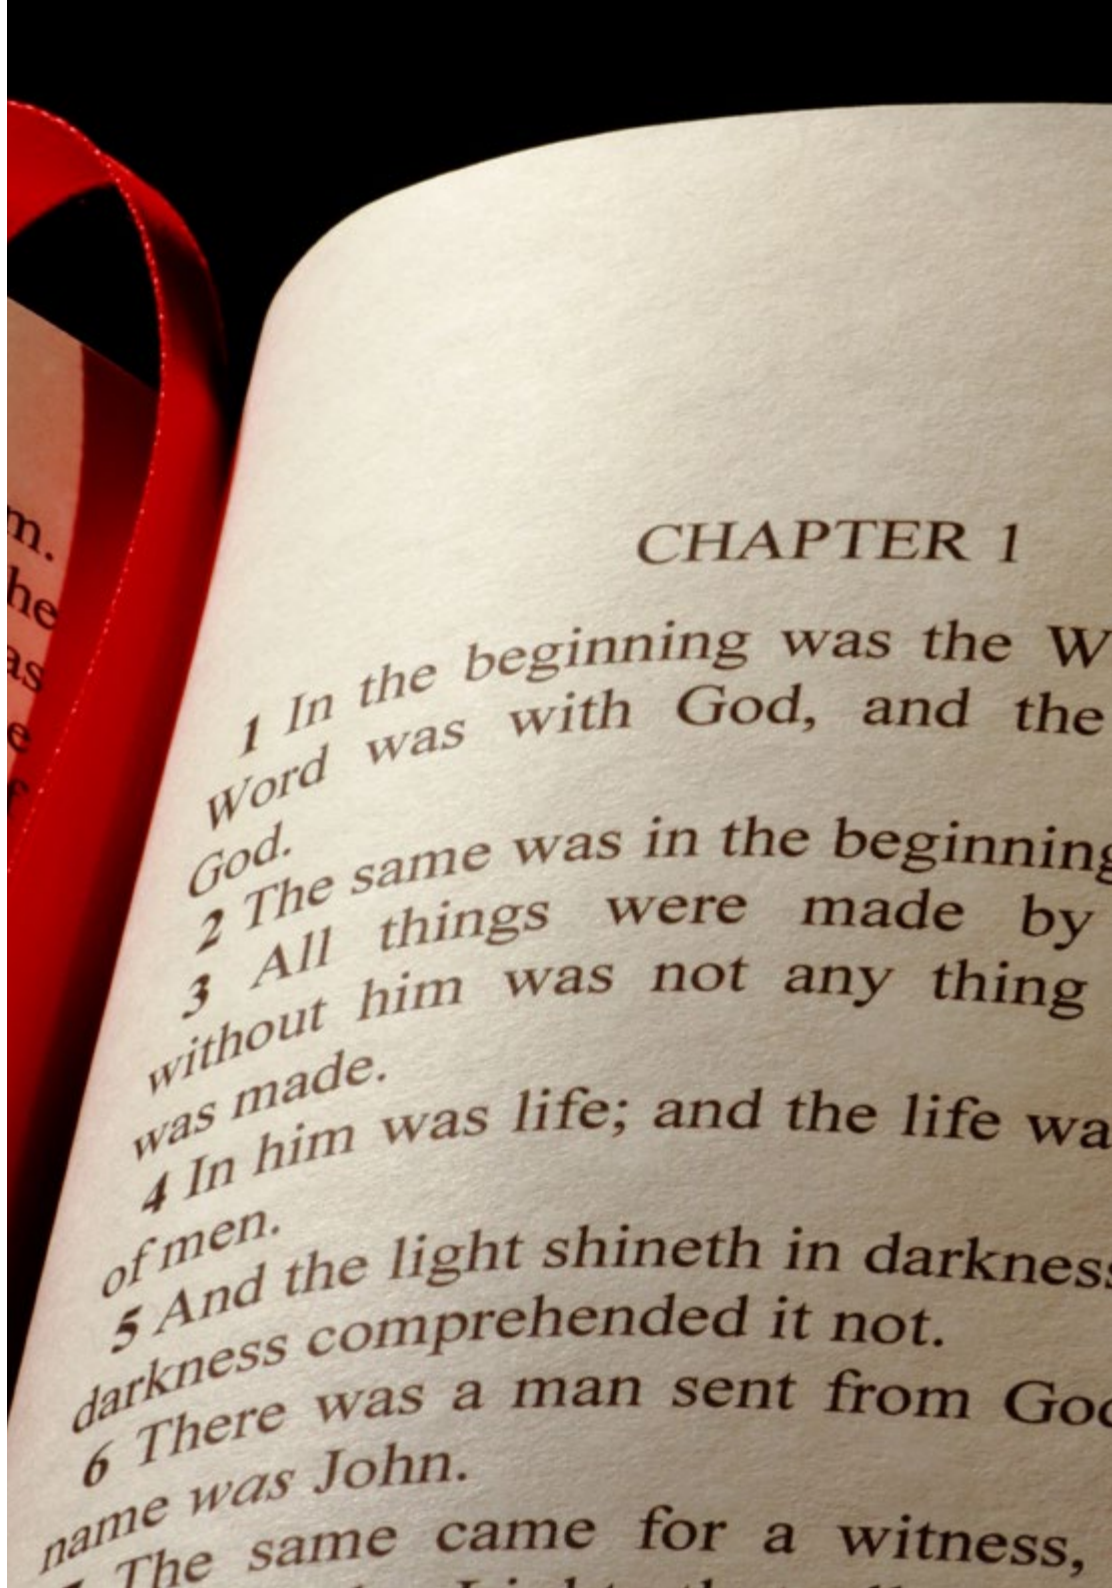 m.
he
as
e
f
CHAPTER 1
1 In the beginning was the W
Word was with God, and the
God.
2 The same was in the beginning
3 All things were made by
without him was not any thing
was made.
4 In him was life; and the life wa
of men.
5 And the light shineth in darkness
darkness comprehended it not.
6 There was a man sent from God
name was John.
7 The same came for a witness,